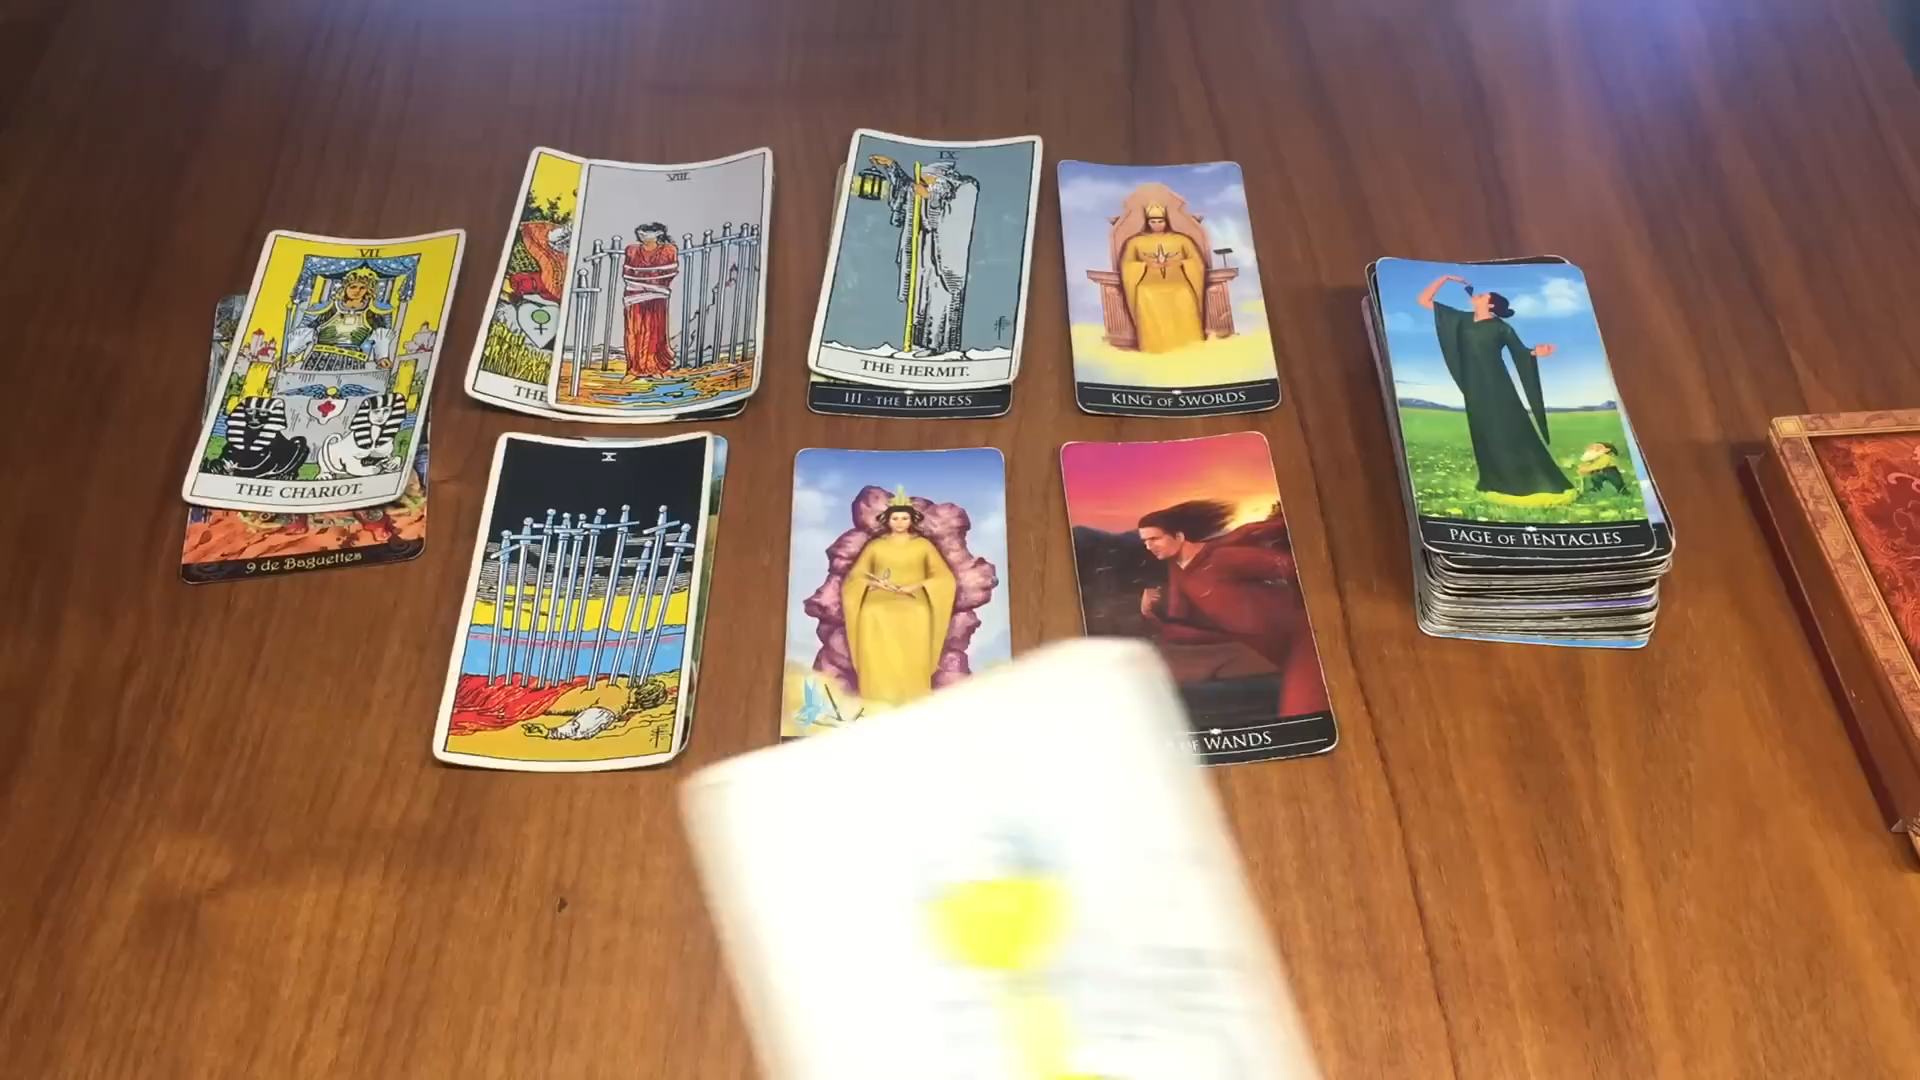 VII.
THE CHARIOT.
9 de Baguettes
THE
VIII.
IX
THE HERMIT.
III · THE EMPRESS
KING OF SWORDS
X
OF WANDS
PAGE OF PENTACLES